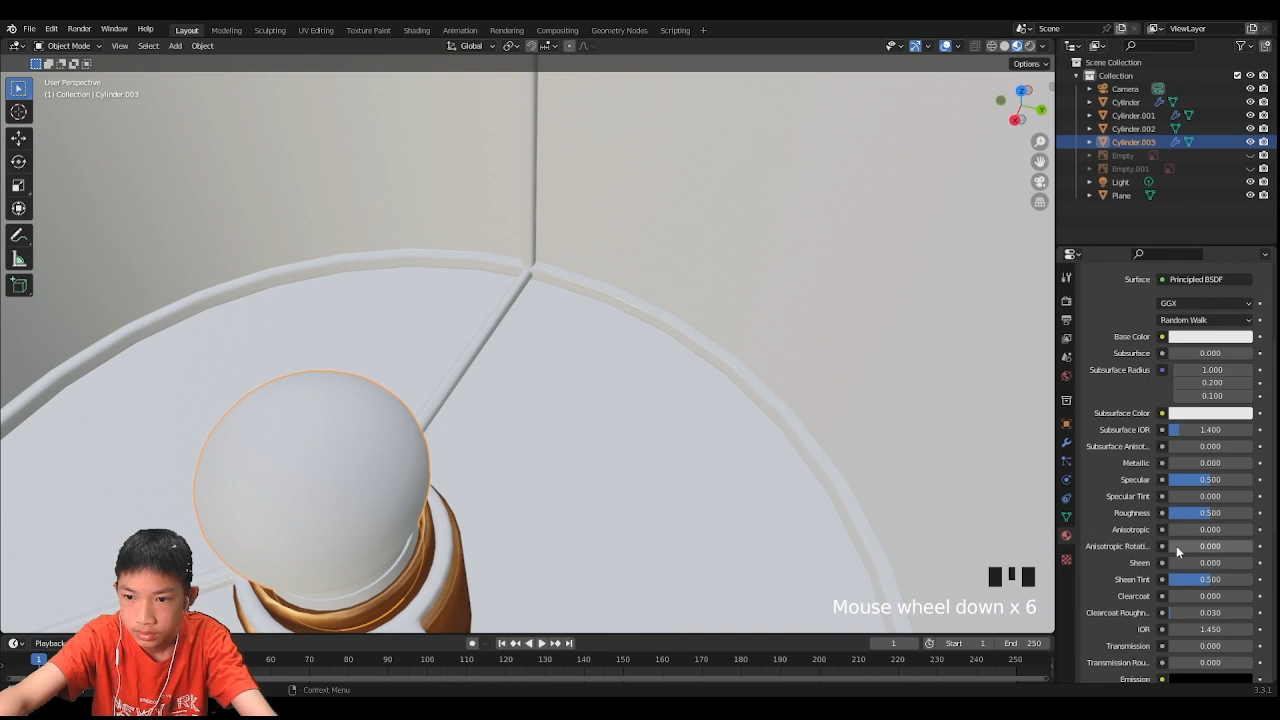 File Edit Render Window Help Layout Modeling Sculpting UV Editing Texture Paint Shading Animation Rendering Compositing Geometry Nodes Scripting Scene ViewLayer
Object Mode View Select Add Object Global
Options
User Perspective
(1) Collection | Cylinder.003
Z
Y
X
Scene Collection
Collection
Camera
Cylinder
Cylinder.001
Cylinder.002
Cylinder.003
Empty
Empty.001
Light
Plane
Surface Principled BSDF
GGX
Random Walk
Base Color
Subsurface 0.000
Subsurface Radius 1.000
0.200
0.100
Subsurface Color
Subsurface IOR 1.400
Subsurface Anisot... 0.000
Metallic 0.000
Specular 0.500
Specular Tint 0.000
Roughness 0.500
Anisotropic 0.000
Anisotropic Rotati... 0.000
Sheen 0.000
Sheen Tint 0.500
Clearcoat 0.000
Clearcoat Roughn... 0.030
IOR 1.450
Transmission 0.000
Transmission Rou... 0.000
Emission
Mouse wheel down x 6
Playback 1 Start 1 End 250
1 60 70 80 90 100 110 120 130 140 150 160 170 180 190 200 210 220 230 240 250
Context Menu 3.3.1